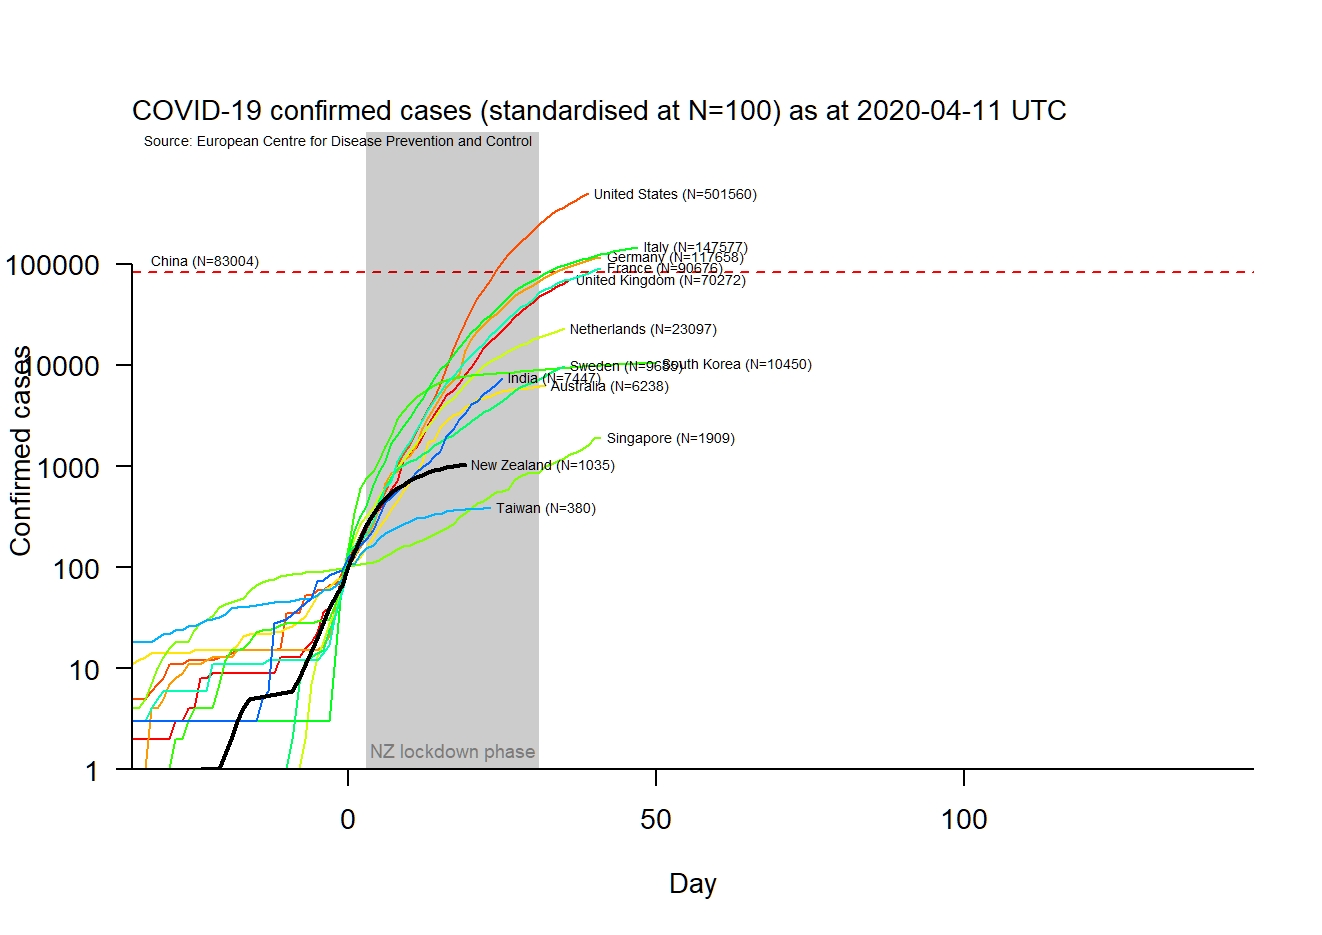 COVID-19 confirmed cases (standardised at N=100) as at 2020-04-11 UTC
Source: European Centre for Disease Prevention and Control
United States (N=501560)
Italy (N=147577)
Germany (N=117658)
China (N=83004)
France (N=90676)
United Kingdom (N=70272)
Netherlands (N=23097)
South Korea (N=10450)
Sweden (N=9685)
India (N=7447)
Australia (N=6238)
Singapore (N=1909)
New Zealand (N=1035)
Taiwan (N=380)
NZ lockdown phase
Confirmed cases
100000
10000
1000
100
10
1
0
50
100
Day